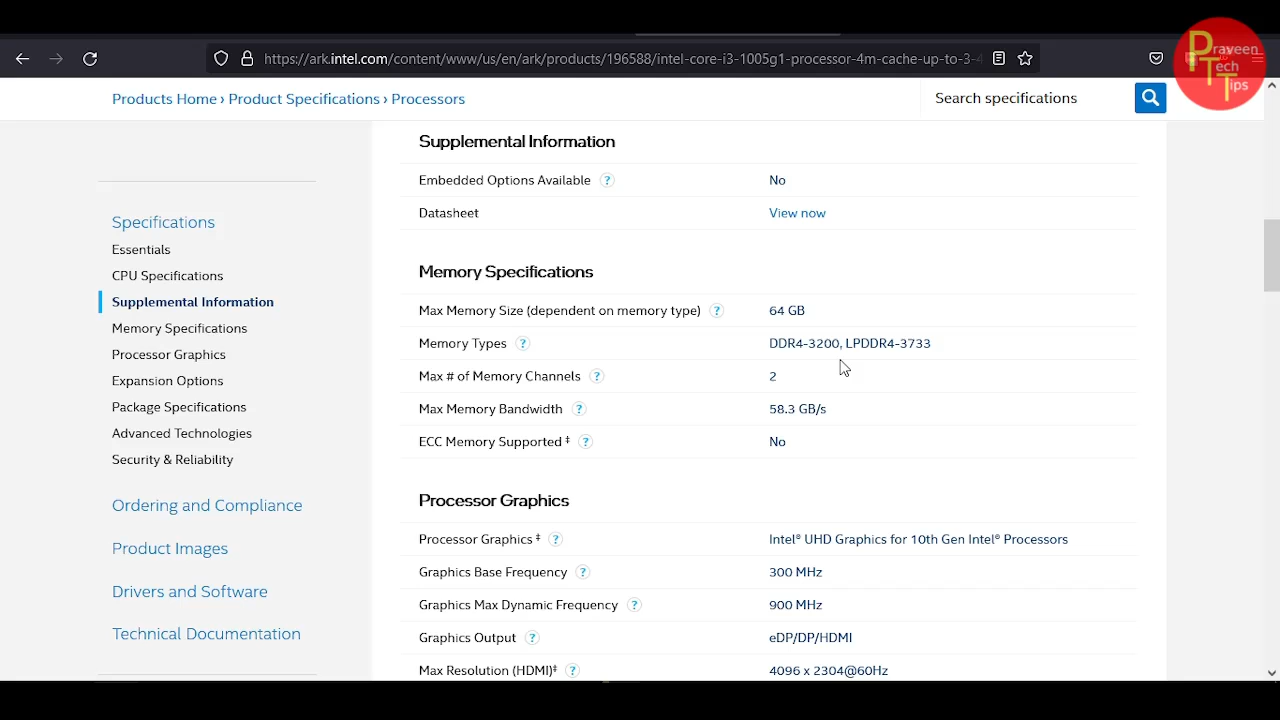 https://ark.intel.com/content/www/us/en/ark/products/196588/intel-core-i3-1005g1-processor-4m-cache-up-to-3-4
Praveen
Tech
Tips
Products Home › Product Specifications › Processors
Search specifications
Supplemental Information
Embedded Options Available ? No
Datasheet View now
Specifications
Essentials
CPU Specifications
Supplemental Information
Memory Specifications
Processor Graphics
Expansion Options
Package Specifications
Advanced Technologies
Security & Reliability
Ordering and Compliance
Product Images
Drivers and Software
Technical Documentation
Memory Specifications
Max Memory Size (dependent on memory type) ? 64 GB
Memory Types ? DDR4-3200, LPDDR4-3733
Max # of Memory Channels ? 2
Max Memory Bandwidth ? 58.3 GB/s
ECC Memory Supported ‡ ? No
Processor Graphics
Processor Graphics ‡ ? Intel® UHD Graphics for 10th Gen Intel® Processors
Graphics Base Frequency ? 300 MHz
Graphics Max Dynamic Frequency ? 900 MHz
Graphics Output ? eDP/DP/HDMI
Max Resolution (HDMI)‡ ? 4096 x 2304@60Hz